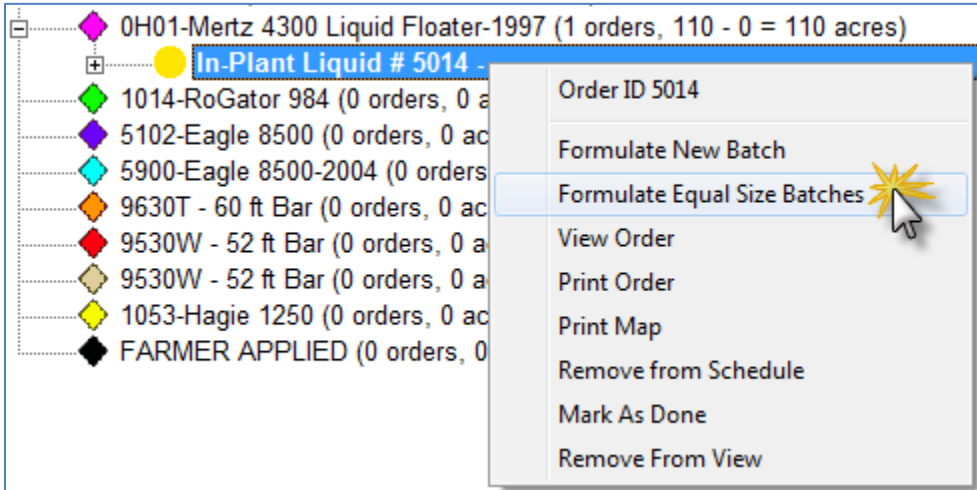 0H01-Mertz 4300 Liquid Floater-1997 (1 orders, 110 - 0 = 110 acres)
In-Plant Liquid # 5014 -
1014-RoGator 984 (0 orders, 0 a
5102-Eagle 8500 (0 orders, 0 ac
5900-Eagle 8500-2004 (0 orders
9630T - 60 ft Bar (0 orders, 0 ac
9530W - 52 ft Bar (0 orders, 0 a
9530W - 52 ft Bar (0 orders, 0 a
1053-Hagie 1250 (0 orders, 0 ac
FARMER APPLIED (0 orders, 0
Order ID 5014
Formulate New Batch
Formulate Equal Size Batches
View Order
Print Order
Print Map
Remove from Schedule
Mark As Done
Remove From View